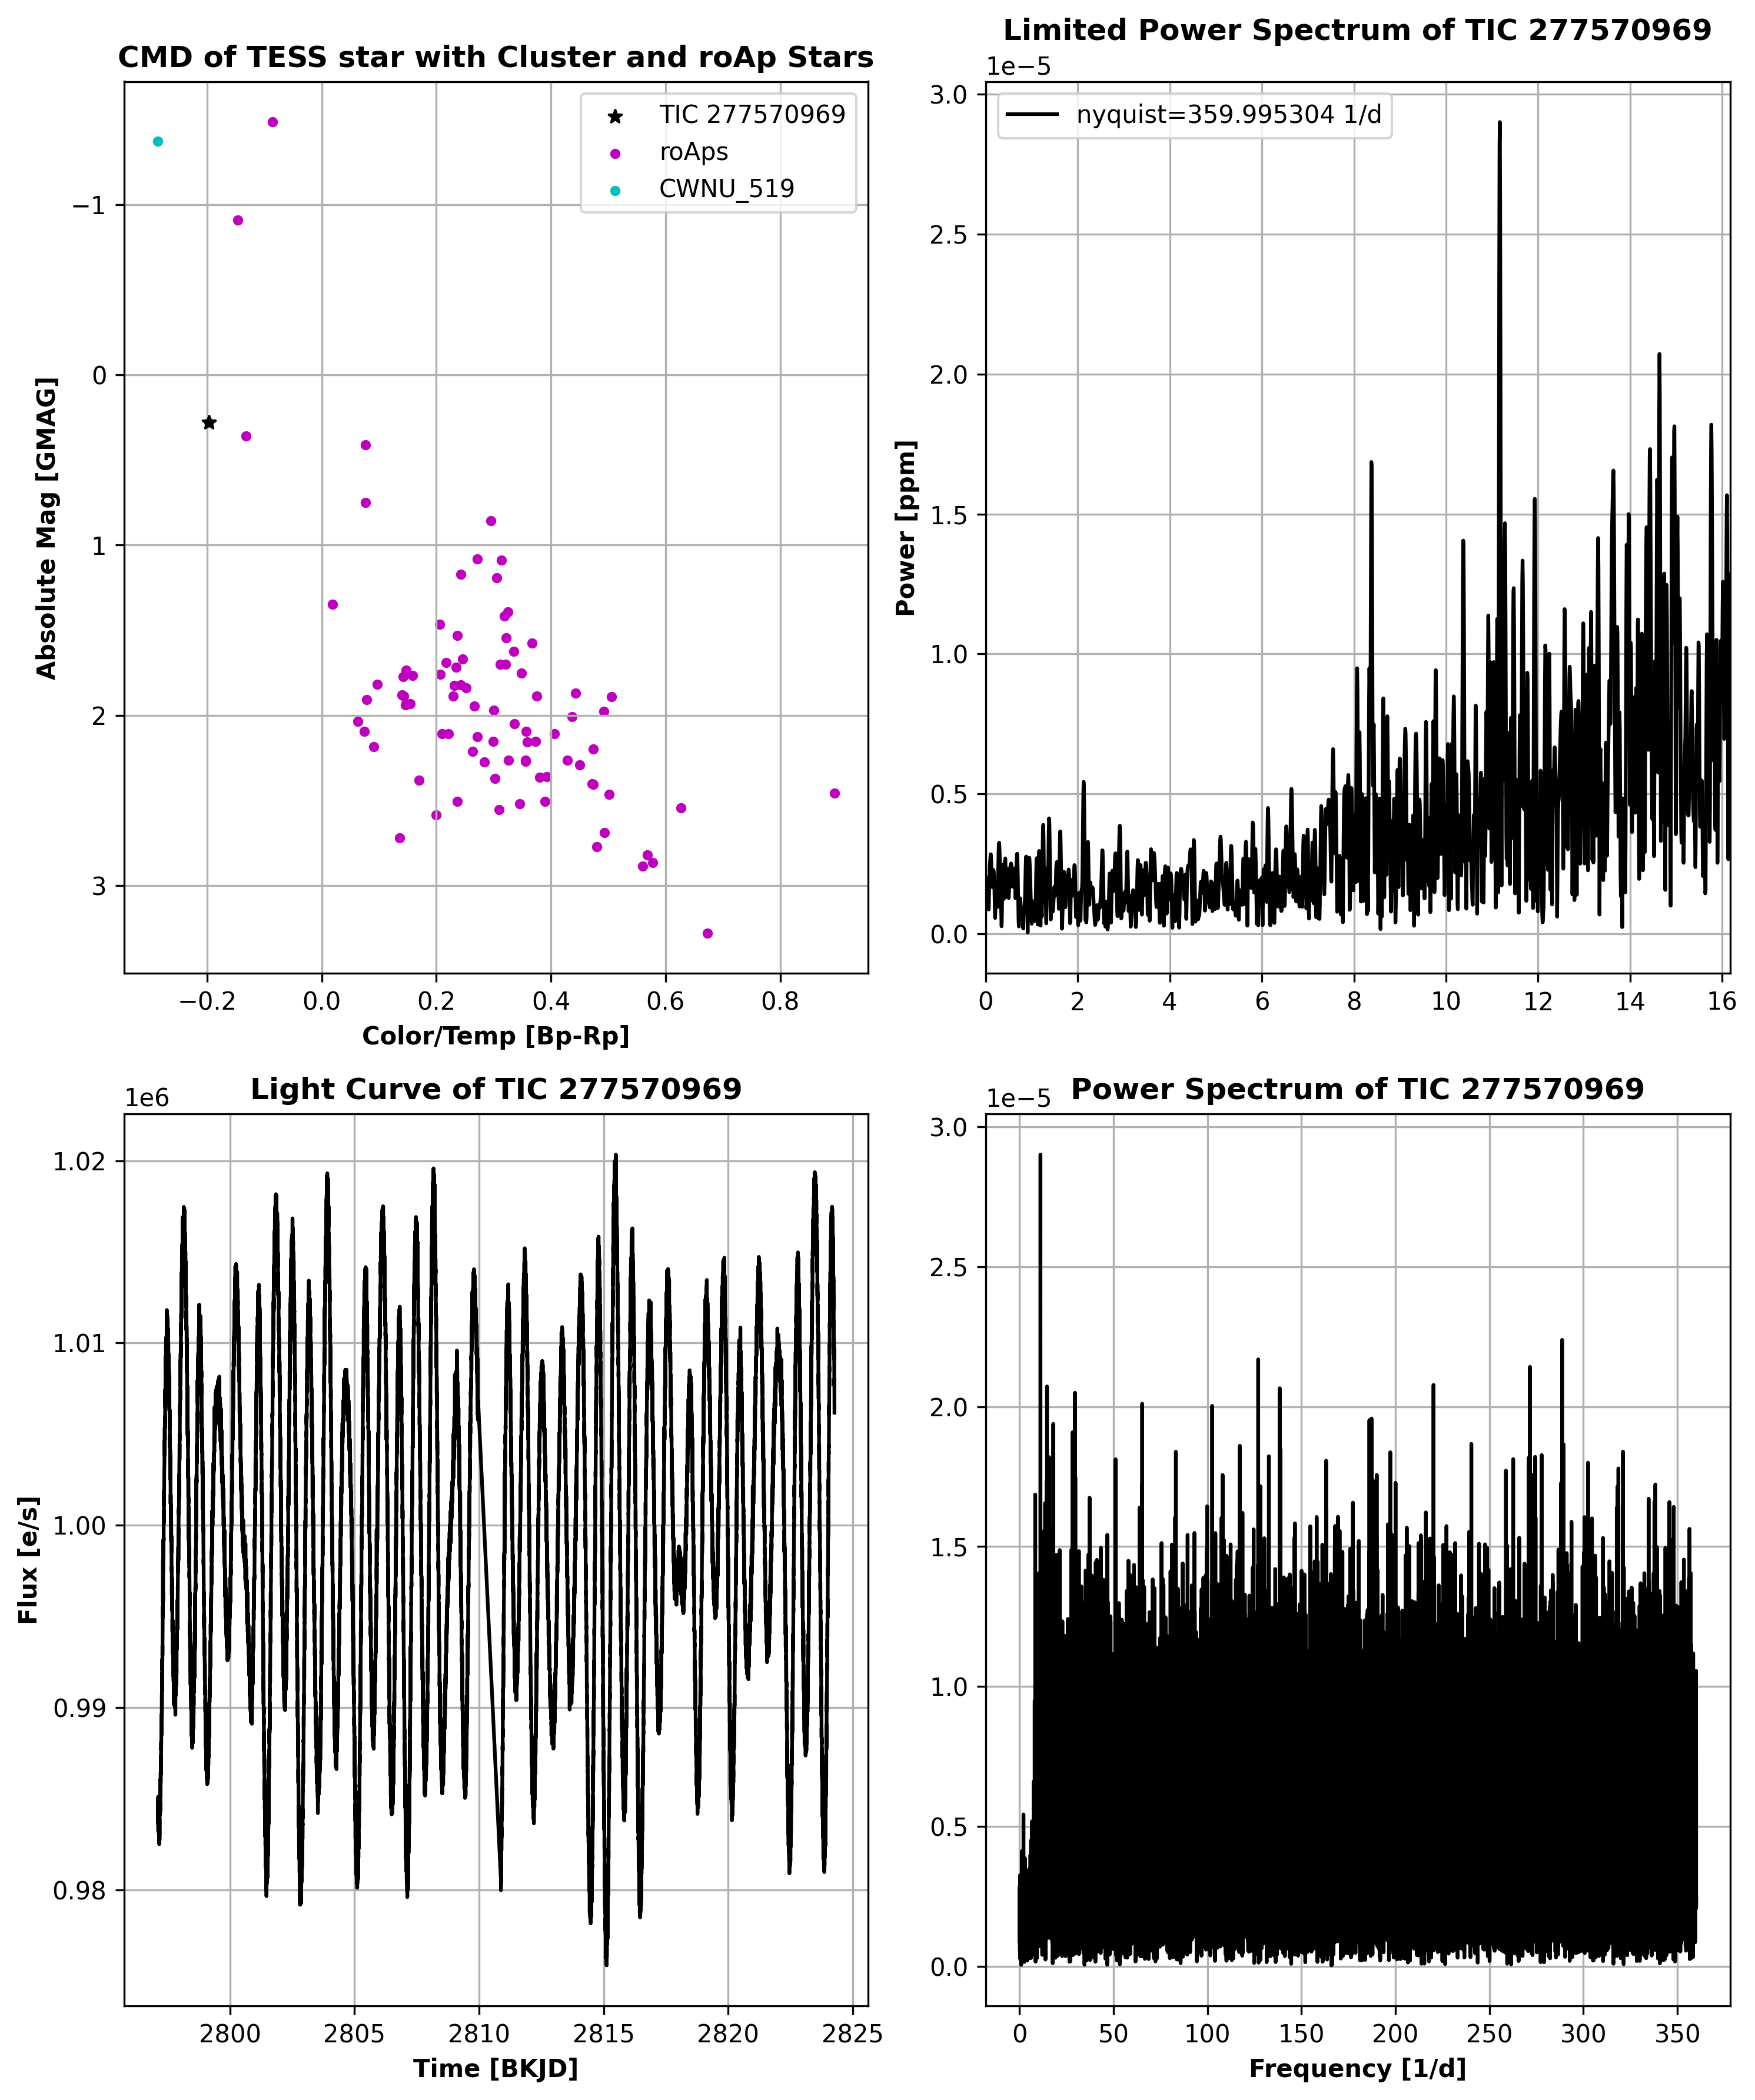 CMD of TESS star with Cluster and roAp Stars
TIC 277570969
roAps
CWNU_519
−1
0
1
2
3
Absolute Mag [GMAG]
−0.2 0.0 0.2 0.4 0.6 0.8
Color/Temp [Bp-Rp]
Limited Power Spectrum of TIC 277570969
1e−5
nyquist=359.995304 1/d
3.0
2.5
2.0
1.5
1.0
0.5
0.0
Power [ppm]
0 2 4 6 8 10 12 14 16
Light Curve of TIC 277570969
1e6
1.02
1.01
1.00
0.99
0.98
Flux [e/s]
2800 2805 2810 2815 2820 2825
Time [BKJD]
Power Spectrum of TIC 277570969
1e−5
3.0
2.5
2.0
1.5
1.0
0.5
0.0
0 50 100 150 200 250 300 350
Frequency [1/d]